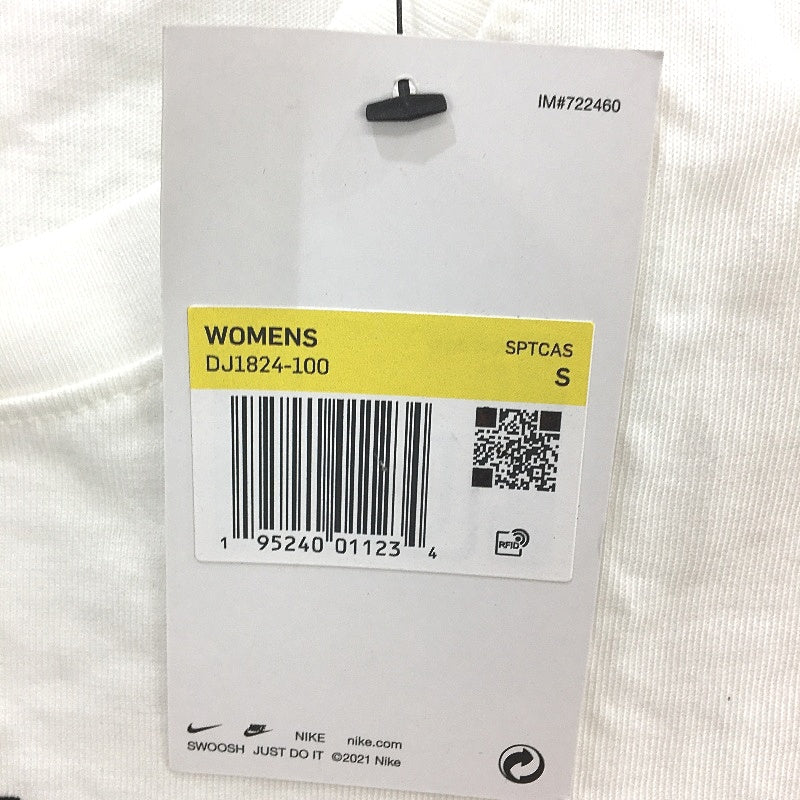 IM#722460
WOMENS
SPTCAS
DJ1824-100
S
1 95240 01123 4
RFID
NIKE nike.com
SWOOSH JUST DO IT ©2021 Nike